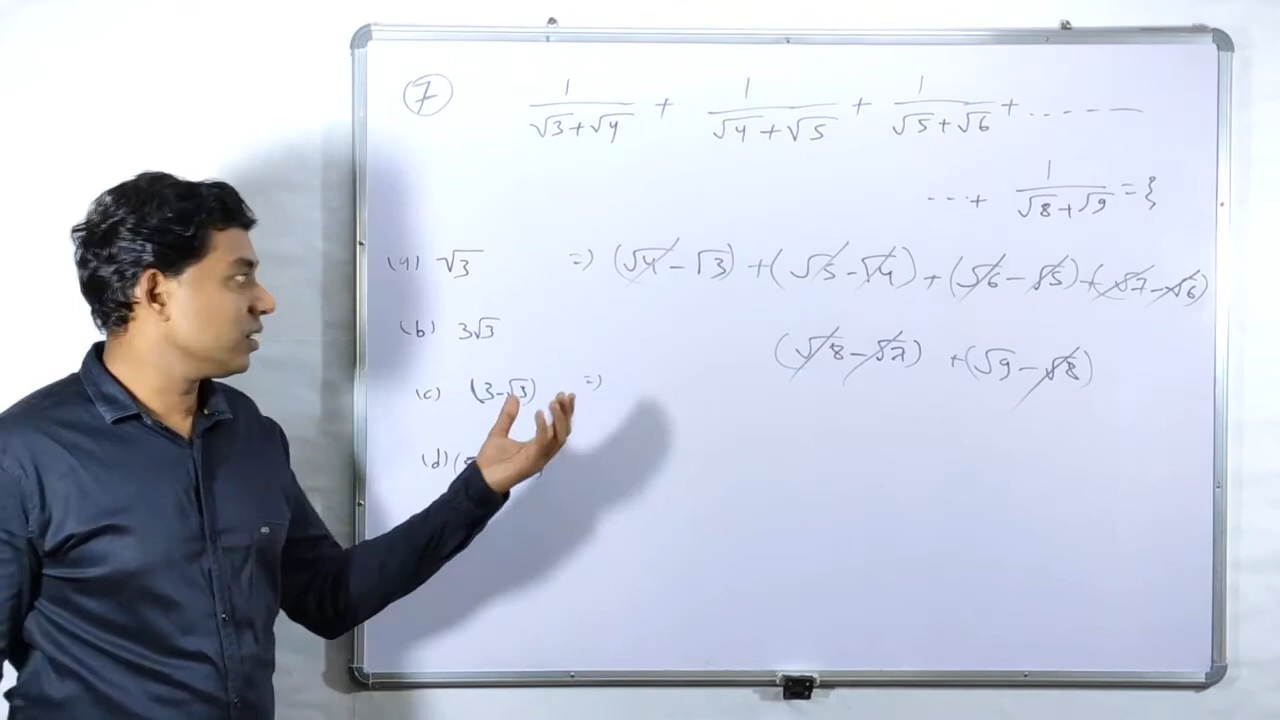 7
1/(√3+√4) + 1/(√4+√5) + 1/(√5+√6) + ......
...+ 1/(√8+√9) = }
(a) √3
=) (√4 - √3) + (√5 - √4) + (√6 - √5) + (√7 - √6)
(b) 3√3
(√8 - √7) + (√9 - √8)
(c) (3-√3)
=)
(d) (